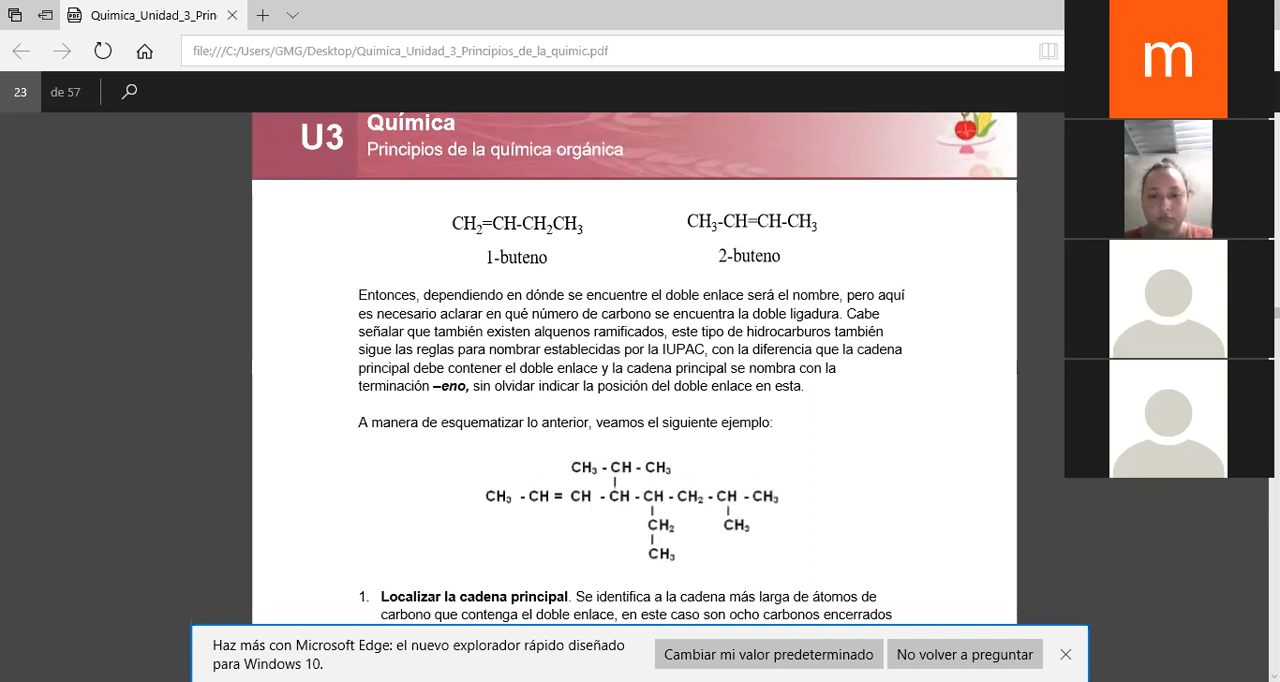 Quimica_Unidad_3_Prin
file:///C:/Users/GMG/Desktop/Quimica_Unidad_3_Principios_de_la_quimic.pdf
23 de 57
U3
Química
Principios de la química orgánica
CH₂=CH-CH₂CH₃ CH₃-CH=CH-CH₃
1-buteno 2-buteno
Entonces, dependiendo en dónde se encuentre el doble enlace será el nombre, pero aquí
es necesario aclarar en qué número de carbono se encuentra la doble ligadura. Cabe
señalar que también existen alquenos ramificados, este tipo de hidrocarburos también
sigue las reglas para nombrar establecidas por la IUPAC, con la diferencia que la cadena
principal debe contener el doble enlace y la cadena principal se nombra con la
terminación –eno, sin olvidar indicar la posición del doble enlace en esta.
A manera de esquematizar lo anterior, veamos el siguiente ejemplo:
CH₃ - CH - CH₃
CH₃ - CH = CH - CH - CH - CH₂ - CH - CH₃
CH₂ CH₃
CH₃
1. Localizar la cadena principal. Se identifica a la cadena más larga de átomos de
carbono que contenga el doble enlace, en este caso son ocho carbonos encerrados
Haz más con Microsoft Edge: el nuevo explorador rápido diseñado
para Windows 10.
Cambiar mi valor predeterminado
No volver a preguntar
m